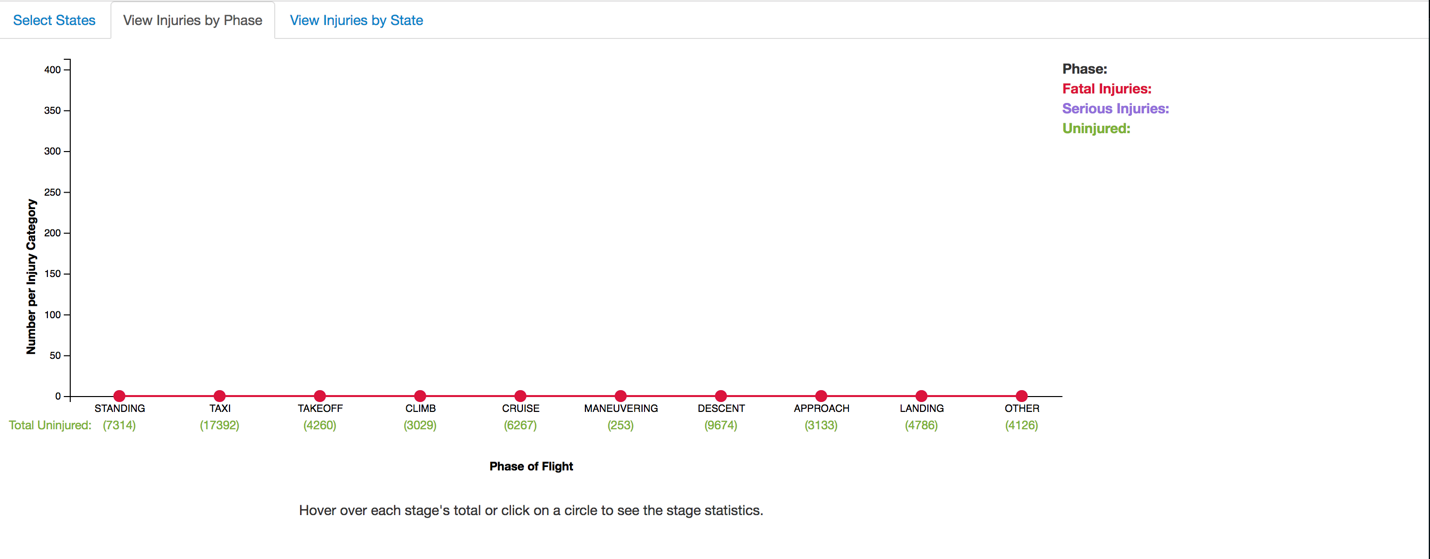 Select States View Injuries by Phase View Injuries by State
Phase:
Fatal Injuries:
Serious Injuries:
Uninjured:
Number per Injury Category
400
350
300
250
200
150
100
50
0
STANDING TAXI TAKEOFF CLIMB CRUISE MANEUVERING DESCENT APPROACH LANDING OTHER
Total Uninjured: (7314) (17392) (4260) (3029) (6267) (253) (9674) (3133) (4786) (4126)
Phase of Flight
Hover over each stage's total or click on a circle to see the stage statistics.